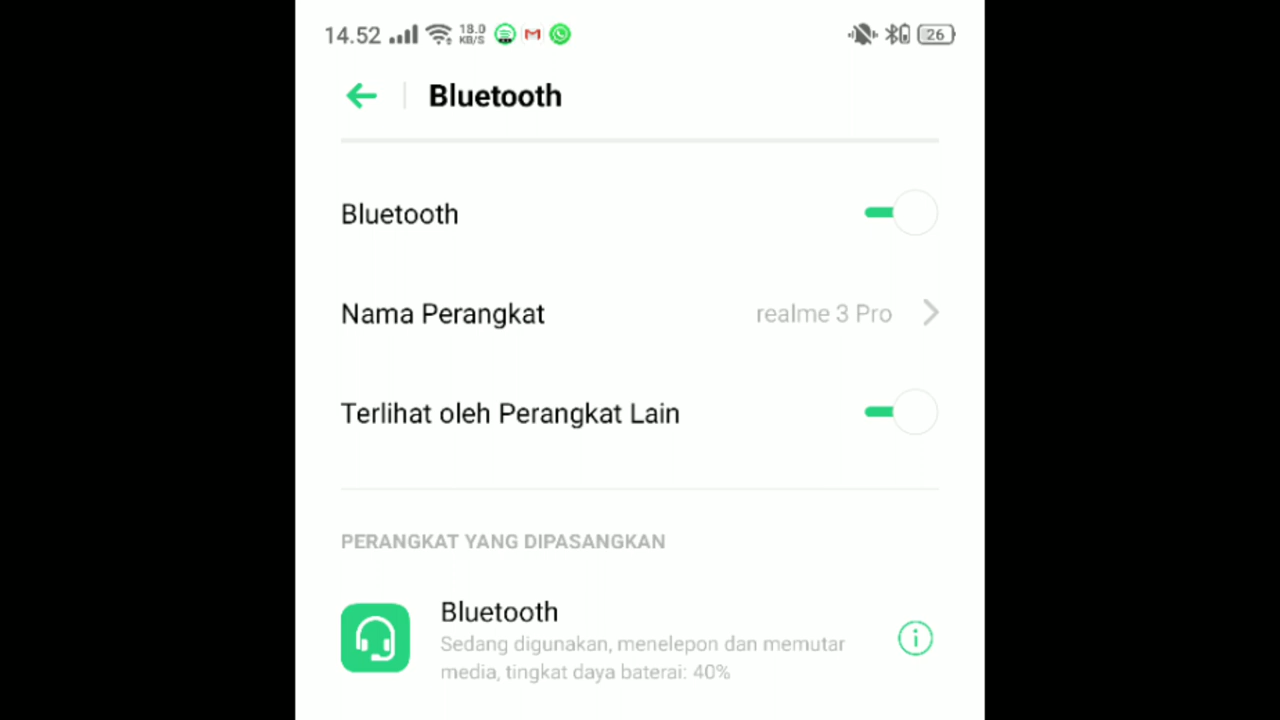 14.52 18.0 KB/S 26
Bluetooth
Bluetooth
Nama Perangkat realme 3 Pro
Terlihat oleh Perangkat Lain
PERANGKAT YANG DIPASANGKAN
Bluetooth
Sedang digunakan, menelepon dan memutar
media, tingkat daya baterai: 40%